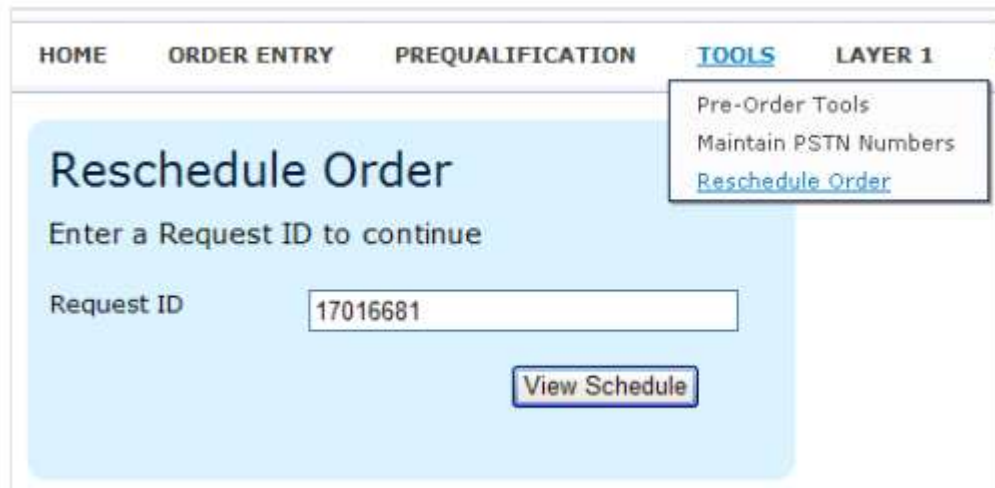 HOME ORDER ENTRY PREQUALIFICATION TOOLS LAYER 1
Pre-Order Tools
Maintain PSTN Numbers
Reschedule Order
Reschedule Order
Enter a Request ID to continue
Request ID 17016681
View Schedule